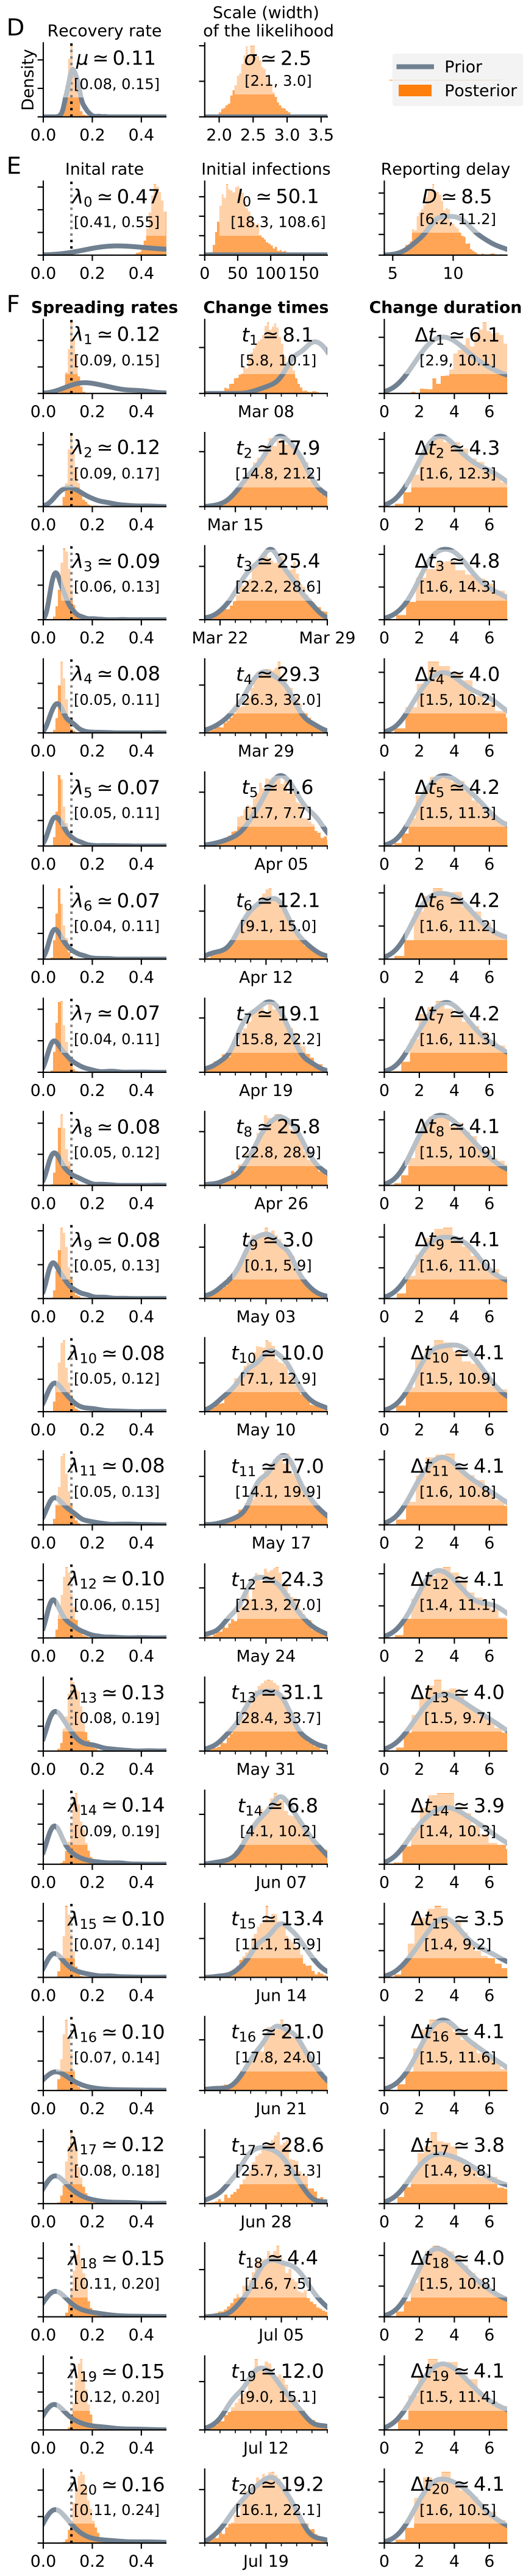 D
Recovery rate
Scale (width)
of the likelihood
Density
μ ≃ 0.11
[0.08, 0.15]
σ ≃ 2.5
[2.1, 3.0]
Prior
Posterior
0.0 0.2 0.4
2.0 2.5 3.0 3.5
E
Inital rate
Initial infections
Reporting delay
λ0 ≃ 0.47
[0.41, 0.55]
I0 ≃ 50.1
[18.3, 108.6]
D ≃ 8.5
[6.2, 11.2]
0.0 0.2 0.4
0 50 100 150
5 10
F
Spreading rates
Change times
Change duration
λ1 ≃ 0.12
[0.09, 0.15]
t1 ≃ 8.1
[5.8, 10.1]
Δt1 ≃ 6.1
[2.9, 10.1]
0.0 0.2 0.4
Mar 08
0 2 4 6
λ2 ≃ 0.12
[0.09, 0.17]
t2 ≃ 17.9
[14.8, 21.2]
Δt2 ≃ 4.3
[1.6, 12.3]
0.0 0.2 0.4
Mar 15
0 2 4 6
λ3 ≃ 0.09
[0.06, 0.13]
t3 ≃ 25.4
[22.2, 28.6]
Δt3 ≃ 4.8
[1.6, 14.3]
0.0 0.2 0.4
Mar 22 Mar 29
0 2 4 6
λ4 ≃ 0.08
[0.05, 0.11]
t4 ≃ 29.3
[26.3, 32.0]
Δt4 ≃ 4.0
[1.5, 10.2]
0.0 0.2 0.4
Mar 29
0 2 4 6
λ5 ≃ 0.07
[0.05, 0.11]
t5 ≃ 4.6
[1.7, 7.7]
Δt5 ≃ 4.2
[1.5, 11.3]
0.0 0.2 0.4
Apr 05
0 2 4 6
λ6 ≃ 0.07
[0.04, 0.11]
t6 ≃ 12.1
[9.1, 15.0]
Δt6 ≃ 4.2
[1.6, 11.2]
0.0 0.2 0.4
Apr 12
0 2 4 6
λ7 ≃ 0.07
[0.04, 0.11]
t7 ≃ 19.1
[15.8, 22.2]
Δt7 ≃ 4.2
[1.6, 11.3]
0.0 0.2 0.4
Apr 19
0 2 4 6
λ8 ≃ 0.08
[0.05, 0.12]
t8 ≃ 25.8
[22.8, 28.9]
Δt8 ≃ 4.1
[1.5, 10.9]
0.0 0.2 0.4
Apr 26
0 2 4 6
λ9 ≃ 0.08
[0.05, 0.13]
t9 ≃ 3.0
[0.1, 5.9]
Δt9 ≃ 4.1
[1.6, 11.0]
0.0 0.2 0.4
May 03
0 2 4 6
λ10 ≃ 0.08
[0.05, 0.12]
t10 ≃ 10.0
[7.1, 12.9]
Δt10 ≃ 4.1
[1.5, 10.9]
0.0 0.2 0.4
May 10
0 2 4 6
λ11 ≃ 0.08
[0.05, 0.13]
t11 ≃ 17.0
[14.1, 19.9]
Δt11 ≃ 4.1
[1.6, 10.8]
0.0 0.2 0.4
May 17
0 2 4 6
λ12 ≃ 0.10
[0.06, 0.15]
t12 ≃ 24.3
[21.3, 27.0]
Δt12 ≃ 4.1
[1.4, 11.1]
0.0 0.2 0.4
May 24
0 2 4 6
λ13 ≃ 0.13
[0.08, 0.19]
t13 ≃ 31.1
[28.4, 33.7]
Δt13 ≃ 4.0
[1.5, 9.7]
0.0 0.2 0.4
May 31
0 2 4 6
λ14 ≃ 0.14
[0.09, 0.19]
t14 ≃ 6.8
[4.1, 10.2]
Δt14 ≃ 3.9
[1.4, 10.3]
0.0 0.2 0.4
Jun 07
0 2 4 6
λ15 ≃ 0.10
[0.07, 0.14]
t15 ≃ 13.4
[11.1, 15.9]
Δt15 ≃ 3.5
[1.4, 9.2]
0.0 0.2 0.4
Jun 14
0 2 4 6
λ16 ≃ 0.10
[0.07, 0.14]
t16 ≃ 21.0
[17.8, 24.0]
Δt16 ≃ 4.1
[1.5, 11.6]
0.0 0.2 0.4
Jun 21
0 2 4 6
λ17 ≃ 0.12
[0.08, 0.18]
t17 ≃ 28.6
[25.7, 31.3]
Δt17 ≃ 3.8
[1.4, 9.8]
0.0 0.2 0.4
Jun 28
0 2 4 6
λ18 ≃ 0.15
[0.11, 0.20]
t18 ≃ 4.4
[1.6, 7.5]
Δt18 ≃ 4.0
[1.5, 10.8]
0.0 0.2 0.4
Jul 05
0 2 4 6
λ19 ≃ 0.15
[0.12, 0.20]
t19 ≃ 12.0
[9.0, 15.1]
Δt19 ≃ 4.1
[1.5, 11.4]
0.0 0.2 0.4
Jul 12
0 2 4 6
λ20 ≃ 0.16
[0.11, 0.24]
t20 ≃ 19.2
[16.1, 22.1]
Δt20 ≃ 4.1
[1.6, 10.5]
0.0 0.2 0.4
Jul 19
0 2 4 6